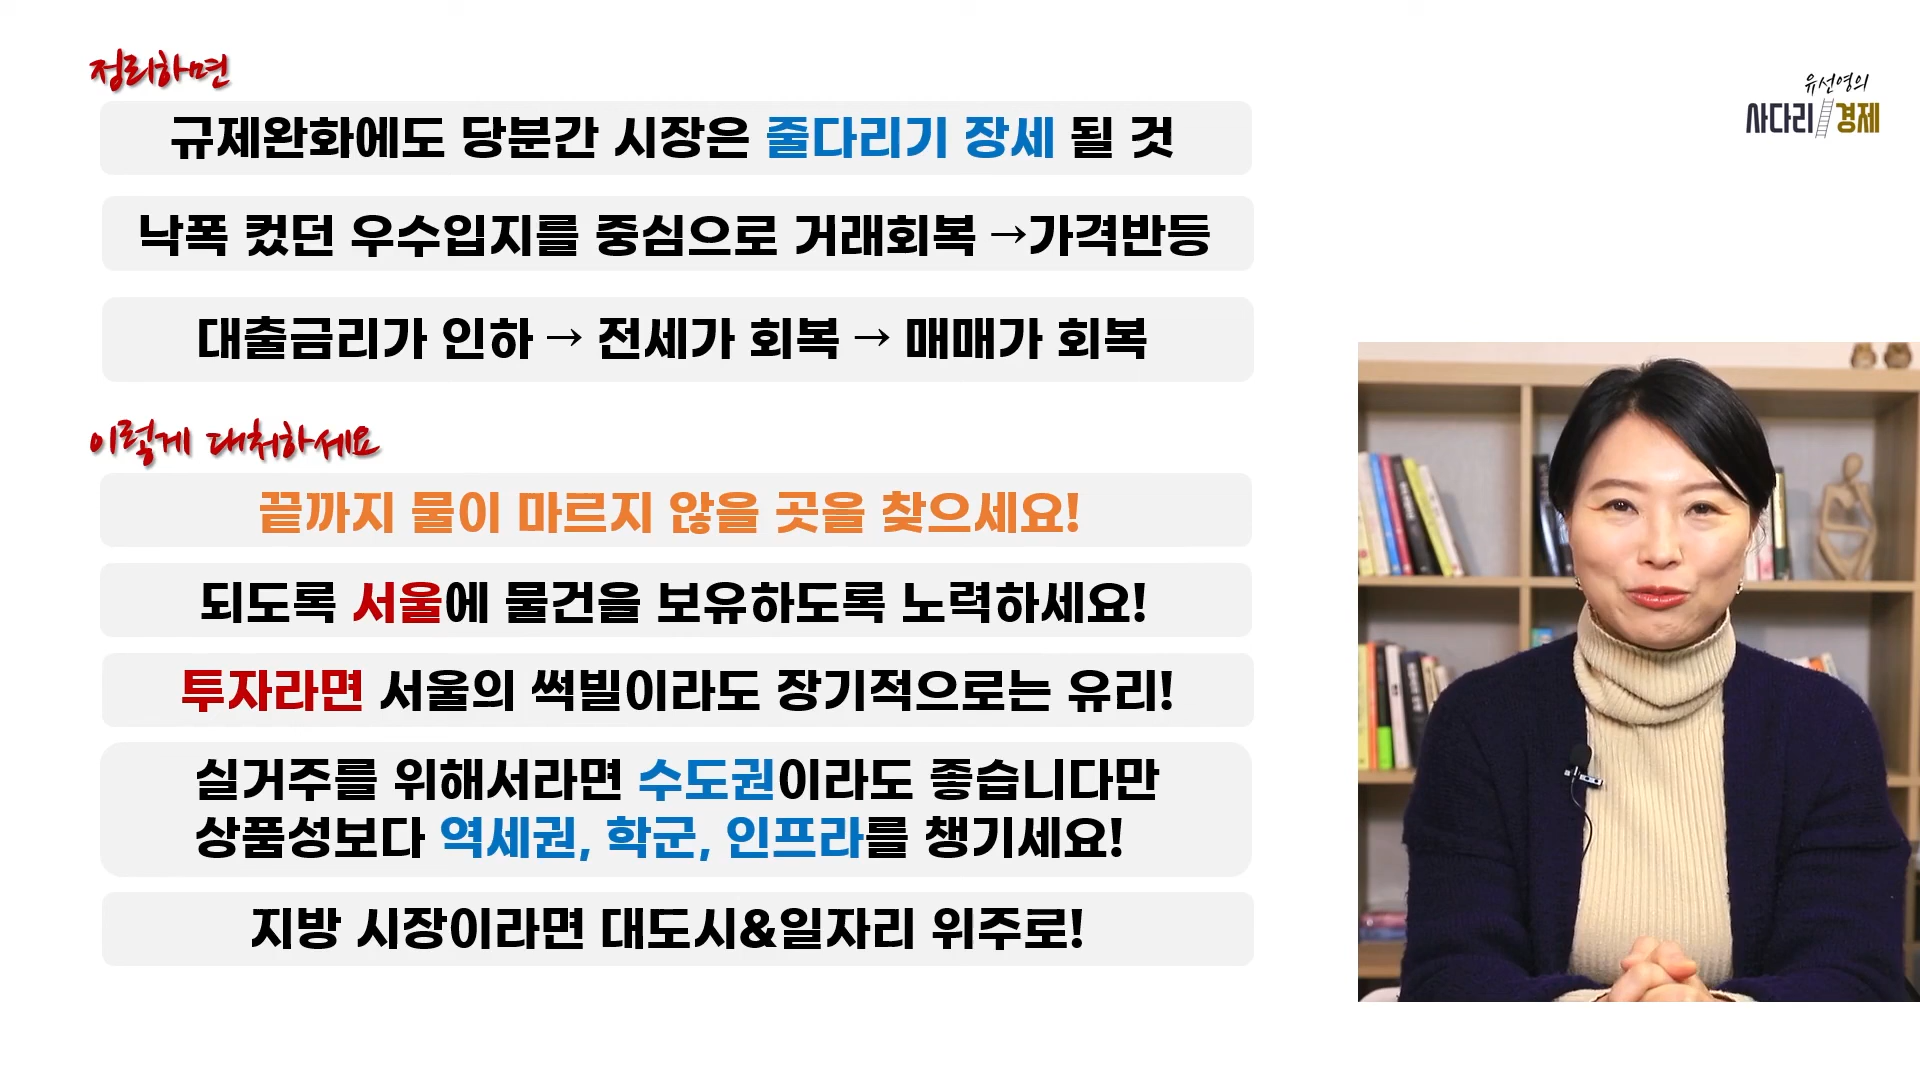 정리하면
유선영의
사다리 경제
규제완화에도 당분간 시장은 줄다리기 장세 될 것
낙폭 컸던 우수입지를 중심으로 거래회복 →가격반등
대출금리가 인하 → 전세가 회복 → 매매가 회복
이렇게 대처하세요
끝까지 물이 마르지 않을 곳을 찾으세요!
되도록 서울에 물건을 보유하도록 노력하세요!
투자라면 서울의 썩빌이라도 장기적으로는 유리!
실거주를 위해서라면 수도권이라도 좋습니다만
상품성보다 역세권, 학군, 인프라를 챙기세요!
지방 시장이라면 대도시&일자리 위주로!